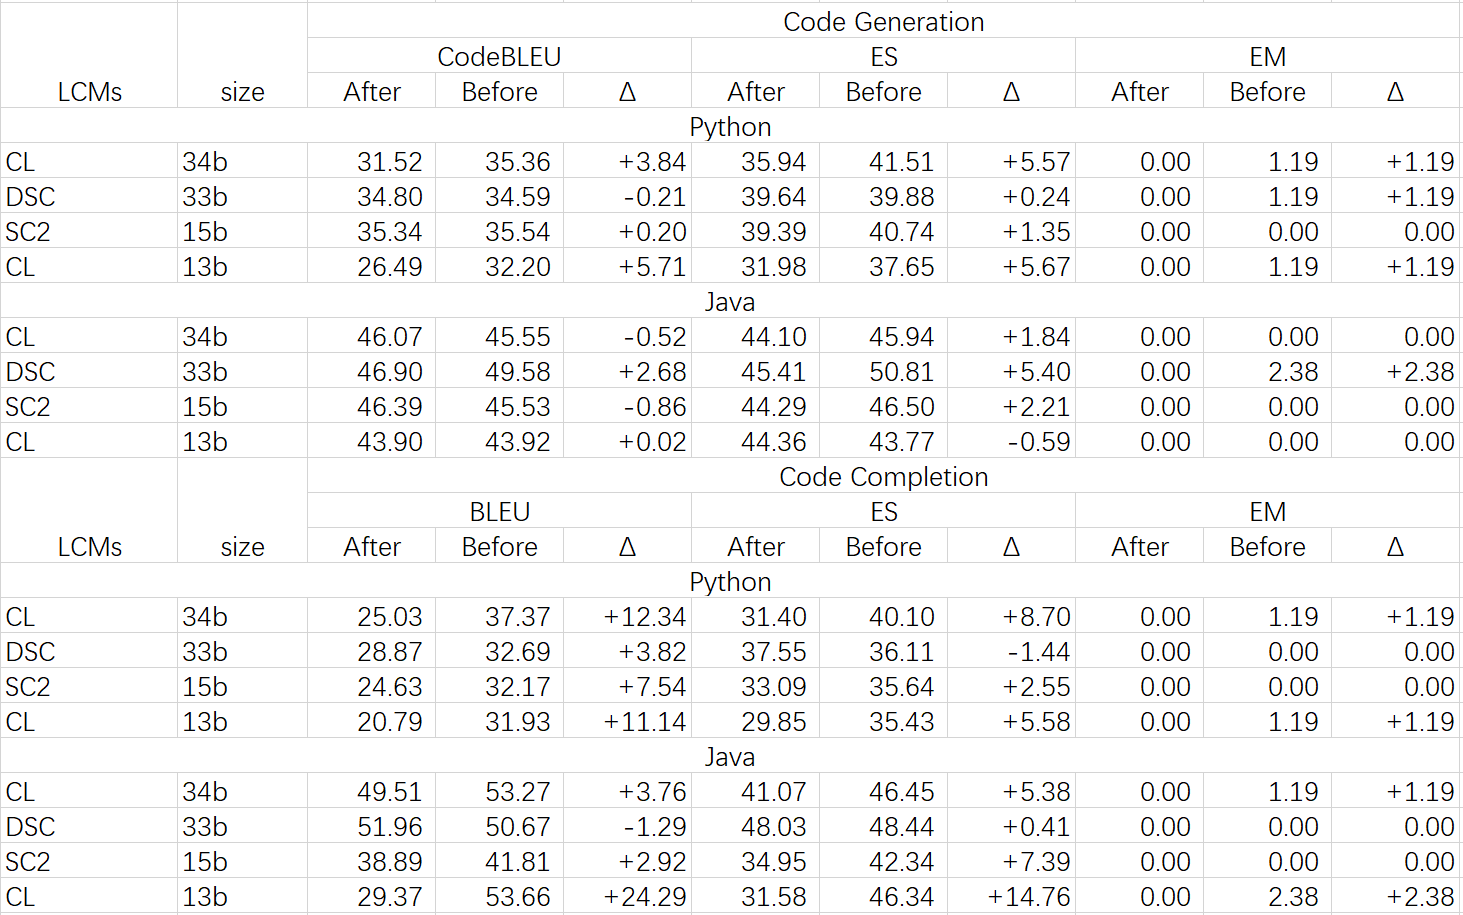 Code Generation
CodeBLEU ES EM
LCMs size After Before Δ After Before Δ After Before Δ
Python
CL 34b 31.52 35.36 +3.84 35.94 41.51 +5.57 0.00 1.19 +1.19
DSC 33b 34.80 34.59 -0.21 39.64 39.88 +0.24 0.00 1.19 +1.19
SC2 15b 35.34 35.54 +0.20 39.39 40.74 +1.35 0.00 0.00 0.00
CL 13b 26.49 32.20 +5.71 31.98 37.65 +5.67 0.00 1.19 +1.19
Java
CL 34b 46.07 45.55 -0.52 44.10 45.94 +1.84 0.00 0.00 0.00
DSC 33b 46.90 49.58 +2.68 45.41 50.81 +5.40 0.00 2.38 +2.38
SC2 15b 46.39 45.53 -0.86 44.29 46.50 +2.21 0.00 0.00 0.00
CL 13b 43.90 43.92 +0.02 44.36 43.77 -0.59 0.00 0.00 0.00
Code Completion
BLEU ES EM
LCMs size After Before Δ After Before Δ After Before Δ
Python
CL 34b 25.03 37.37 +12.34 31.40 40.10 +8.70 0.00 1.19 +1.19
DSC 33b 28.87 32.69 +3.82 37.55 36.11 -1.44 0.00 0.00 0.00
SC2 15b 24.63 32.17 +7.54 33.09 35.64 +2.55 0.00 0.00 0.00
CL 13b 20.79 31.93 +11.14 29.85 35.43 +5.58 0.00 1.19 +1.19
Java
CL 34b 49.51 53.27 +3.76 41.07 46.45 +5.38 0.00 1.19 +1.19
DSC 33b 51.96 50.67 -1.29 48.03 48.44 +0.41 0.00 0.00 0.00
SC2 15b 38.89 41.81 +2.92 34.95 42.34 +7.39 0.00 0.00 0.00
CL 13b 29.37 53.66 +24.29 31.58 46.34 +14.76 0.00 2.38 +2.38